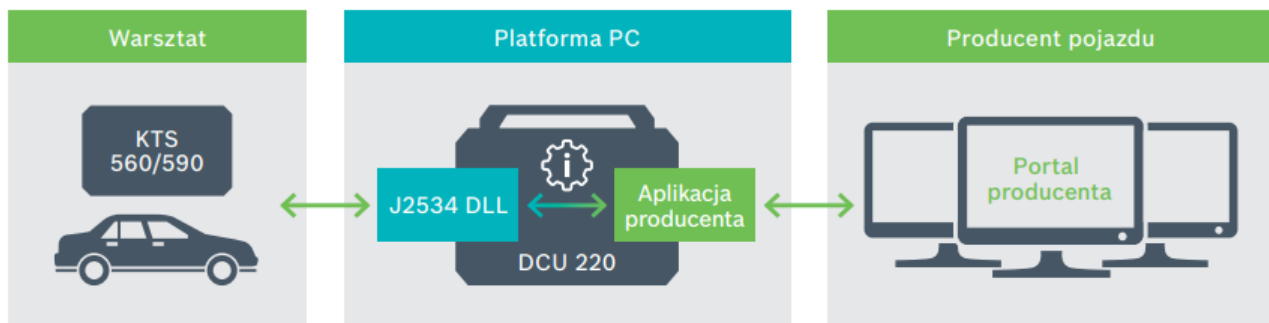 Warsztat
Platforma PC
Producent pojazdu
KTS
560/590
J2534 DLL
Aplikacja
producenta
DCU 220
Portal
producenta